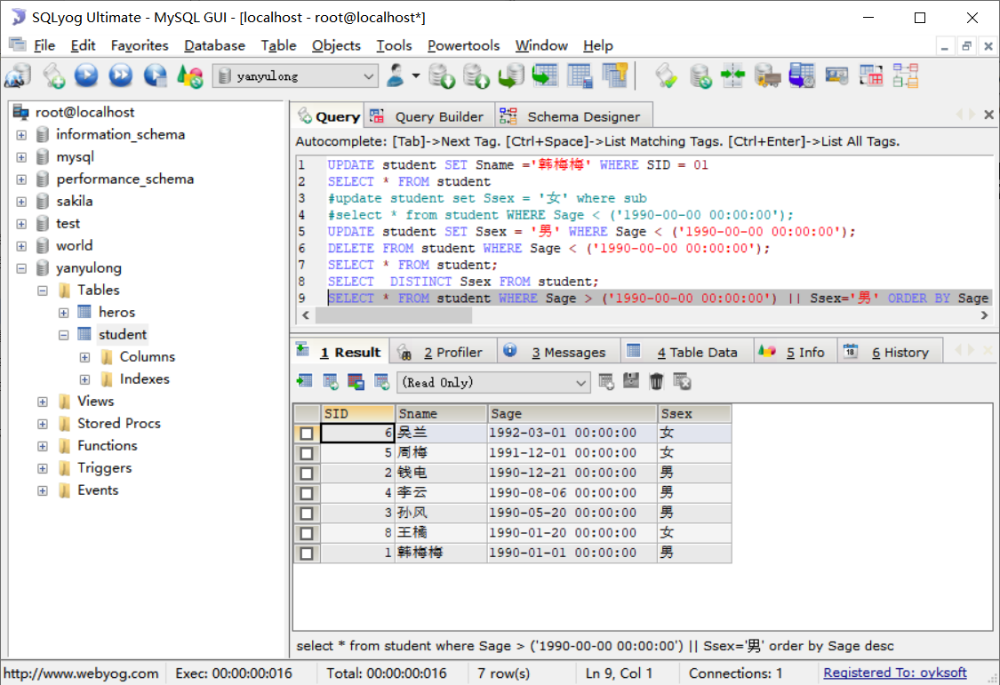 SQLyog Ultimate - MySQL GUI - [localhost - root@localhost*]
File Edit Favorites Database Table Objects Tools Powertools Window Help
yanyulong
root@localhost
information_schema
mysql
performance_schema
sakila
test
world
yanyulong
Tables
heros
student
Columns
Indexes
Views
Stored Procs
Functions
Triggers
Events
Query Query Builder Schema Designer
Autocomplete: [Tab]->Next Tag. [Ctrl+Space]->List Matching Tags. [Ctrl+Enter]->List All Tags.
1 UPDATE student SET Sname ='韩梅梅' WHERE SID = 01
2 SELECT * FROM student
3 #update student set Ssex = '女' where sub
4 #select * from student WHERE Sage < ('1990-00-00 00:00:00');
5 UPDATE student SET Ssex = '男' WHERE Sage < ('1990-00-00 00:00:00');
6 DELETE FROM student WHERE Sage < ('1990-00-00 00:00:00');
7 SELECT * FROM student;
8 SELECT  DISTINCT Ssex FROM student;
9 SELECT * FROM student WHERE Sage > ('1990-00-00 00:00:00') || Ssex='男' ORDER BY Sage
1 Result 2 Profiler 3 Messages 4 Table Data 5 Info 18 6 History
(Read Only)
SID Sname Sage Ssex
6 吴兰 1992-03-01 00:00:00 女
5 周梅 1991-12-01 00:00:00 女
2 钱电 1990-12-21 00:00:00 男
4 李云 1990-08-06 00:00:00 男
3 孙风 1990-05-20 00:00:00 男
8 王橘 1990-01-20 00:00:00 女
1 韩梅梅 1990-01-01 00:00:00 男
select * from student where Sage > ('1990-00-00 00:00:00') || Ssex='男' order by Sage desc
http://www.webyog.com Exec: 00:00:00:016 Total: 00:00:00:016 7 row(s) Ln 9, Col 1 Connections: 1 Registered To: oyksoft